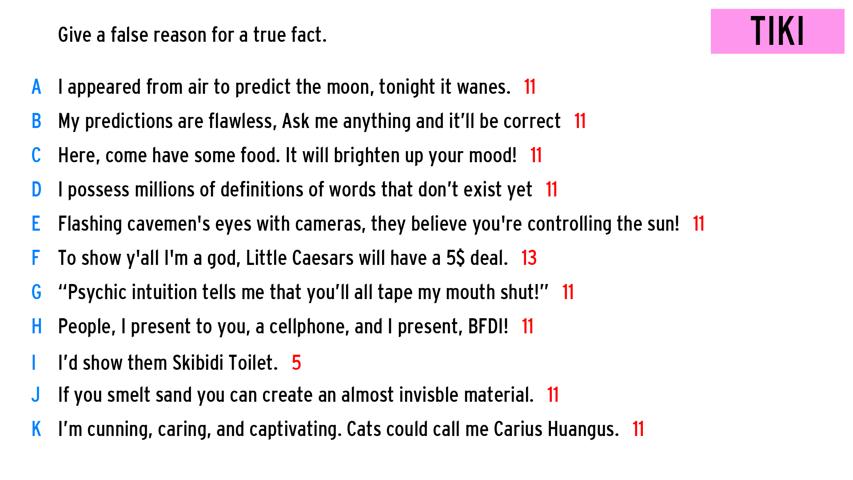 Give a false reason for a true fact.
TIKI
A I appeared from air to predict the moon, tonight it wanes. 11
B My predictions are flawless, Ask me anything and it'll be correct 11
C Here, come have some food. It will brighten up your mood! 11
D I possess millions of definitions of words that don't exist yet 11
E Flashing cavemen's eyes with cameras, they believe you're controlling the sun! 11
F To show y'all I'm a god, Little Caesars will have a 5$ deal. 13
G “Psychic intuition tells me that you'll all tape my mouth shut!” 11
H People, I present to you, a cellphone, and I present, BFDI! 11
I I'd show them Skibidi Toilet. 5
J If you smelt sand you can create an almost invisble material. 11
K I'm cunning, caring, and captivating. Cats could call me Carius Huangus. 11